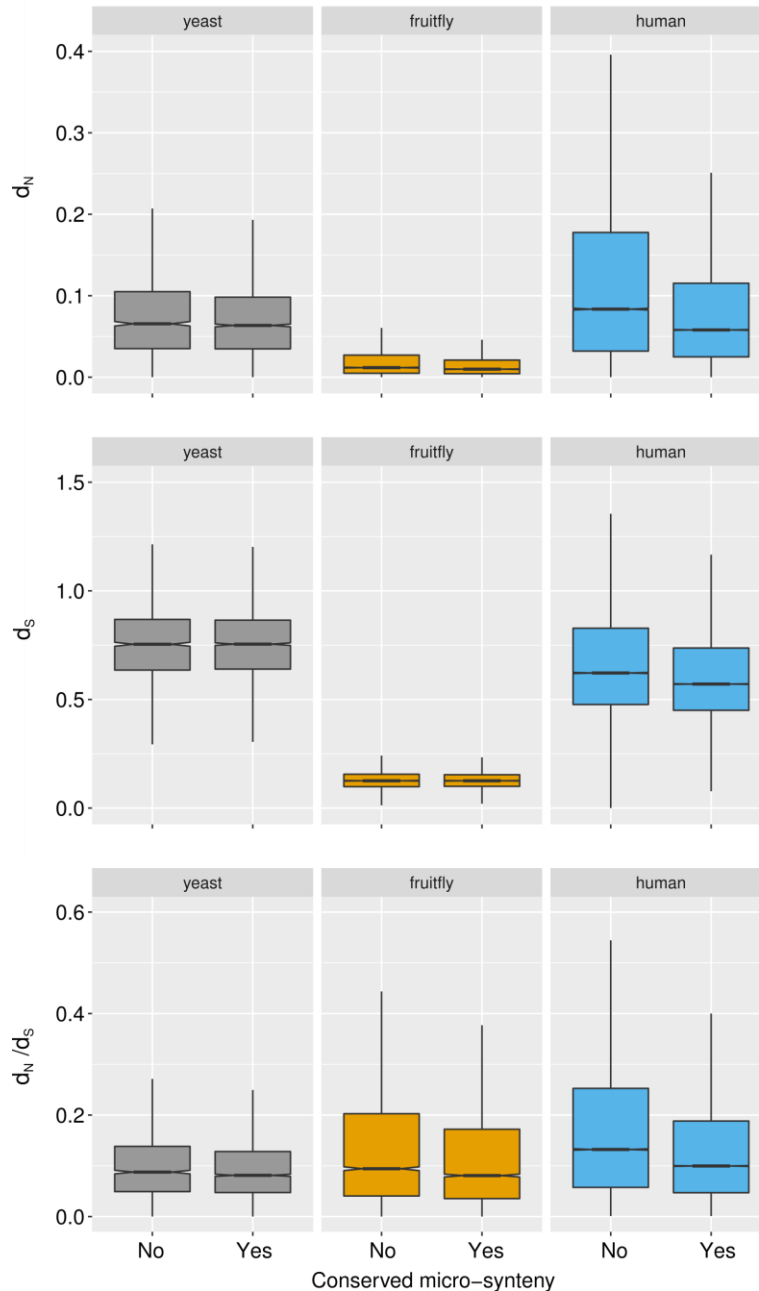 yeast fruitfly human
0.4
0.3
0.2
0.1
0.0
dN
yeast fruitfly human
1.5
1.0
0.5
0.0
dS
yeast fruitfly human
0.6
0.4
0.2
0.0
dN /dS
No Yes No Yes No Yes
Conserved micro−synteny